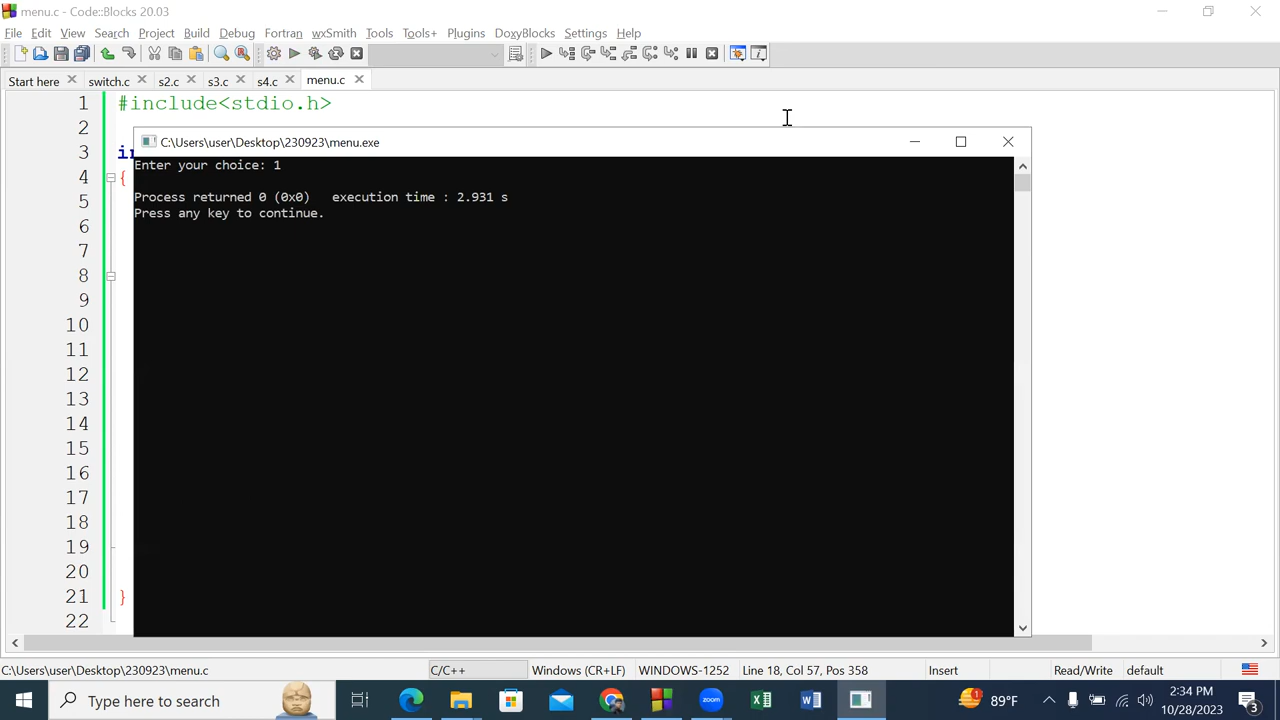 menu.c - Code::Blocks 20.03
File Edit View Search Project Build Debug Fortran wxSmith Tools Tools+ Plugins DoxyBlocks Settings Help
Start here switch.c s2.c s3.c s4.c menu.c
1 #include<stdio.h>
2
C:\Users\user\Desktop\230923\menu.exe
3
Enter your choice: 1
4 {
5 Process returned 0 (0x0) execution time : 2.931 s
Press any key to continue.
6
7
8
9
10
11
12
13
14
15
16
17
18
19
20
21 }
22
C:\Users\user\Desktop\230923\menu.c C/C++ Windows (CR+LF) WINDOWS-1252 Line 18, Col 57, Pos 358 Insert Read/Write default
Type here to search 1 89°F 2:34 PM
10/28/2023 3